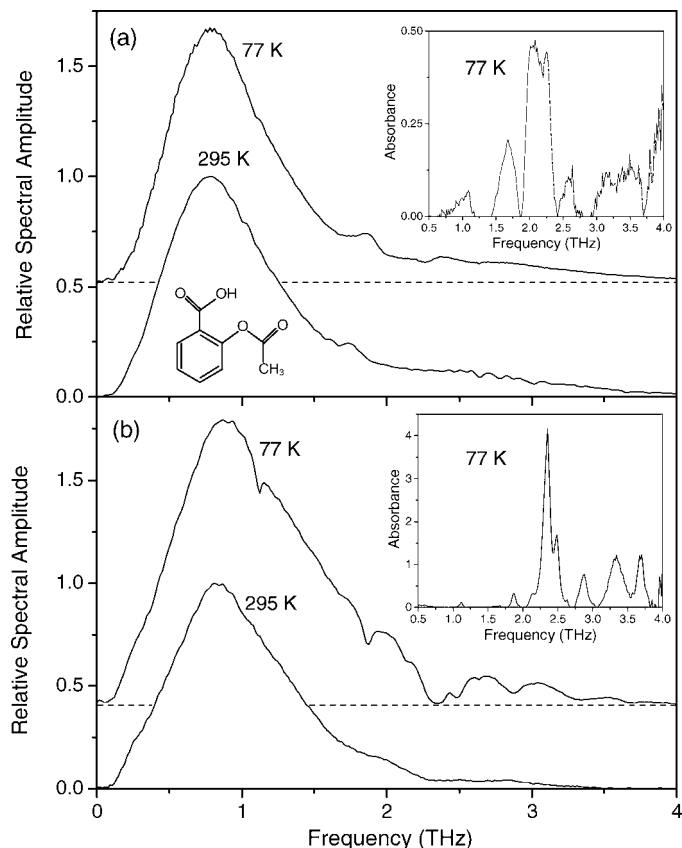 (a)
77 K
295 K
Relative Spectral Amplitude
1.5
1.0
0.5
0.0
O
OH
O
O
CH3
77 K
Absorbance
0.50
0.25
0.00
0.5 1.0 1.5 2.0 2.5 3.0 3.5 4.0
Frequency (THz)
(b)
77 K
295 K
Relative Spectral Amplitude
1.5
1.0
0.5
0.0
77 K
Absorbance
4
3
2
1
0
0.5 1.0 1.5 2.0 2.5 3.0 3.5 4.0
Frequency (THz)
0 1 2 3 4
Frequency (THz)